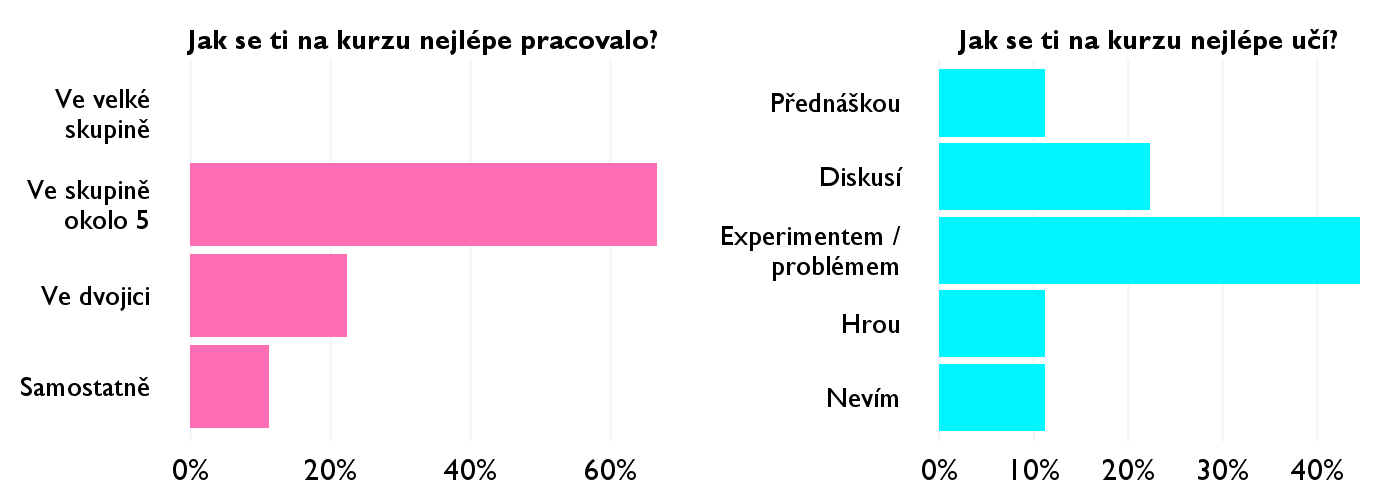 Jak se ti na kurzu nejlépe pracovalo?
Ve velké
skupině
Ve skupině
okolo 5
Ve dvojici
Samostatně
0% 20% 40% 60%
Jak se ti na kurzu nejlépe učí?
Přednáškou
Diskusí
Experimentem /
problémem
Hrou
Nevím
0% 10% 20% 30% 40%